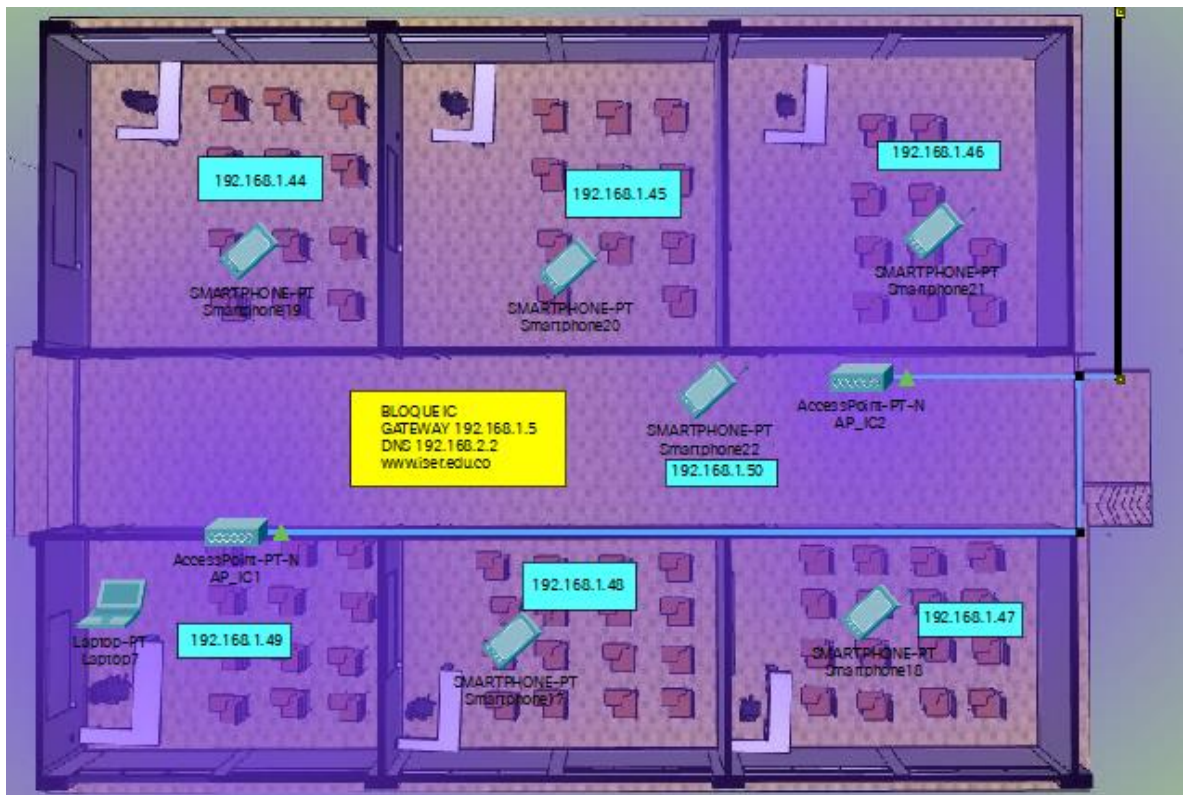 192.168.1.44
SMARTPHONE-PT
Smartphone19
192.168.1.45
SMARTPHONE-PT
Smartphone20
192.168.1.46
SMARTPHONE-PT
Smartphone21
BLOQUE IC
GATEWAY 192.168.1.5
DNS 192.168.2.2
www.iser.edu.co
SMARTPHONE-PT
Smartphone22
192.168.1.50
AccessPoint-PT-N
AP_IC2
AccessPoint-PT-N
AP_IC1
Laptop-PT
Laptop7
192.168.1.49
192.168.1.48
SMARTPHONE-PT
Smartphone17
192.168.1.47
SMARTPHONE-PT
Smartphone18